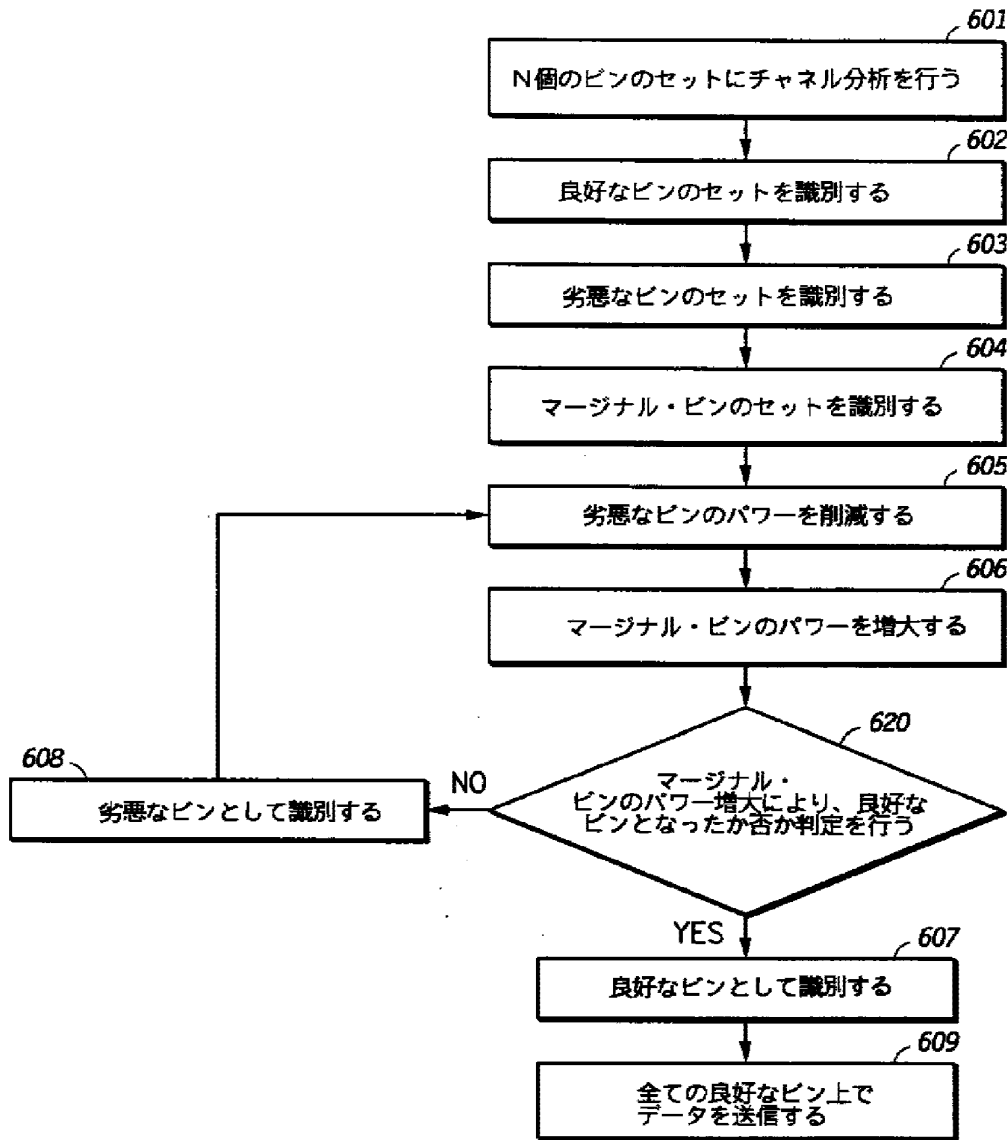 601
N個のビンのセットにチャネル分析を行う
602
良好なビンのセットを識別する
603
劣悪なビンのセットを識別する
604
マージナル・ビンのセットを識別する
605
劣悪なビンのパワーを削減する
606
マージナル・ビンのパワーを増大する
620
マージナル・
ビンのパワー増大により、良好な
ビンとなったか否か判定を行う
NO
608
劣悪なビンとして識別する
YES
607
良好なビンとして識別する
609
全ての良好なビン上で
データを送信する